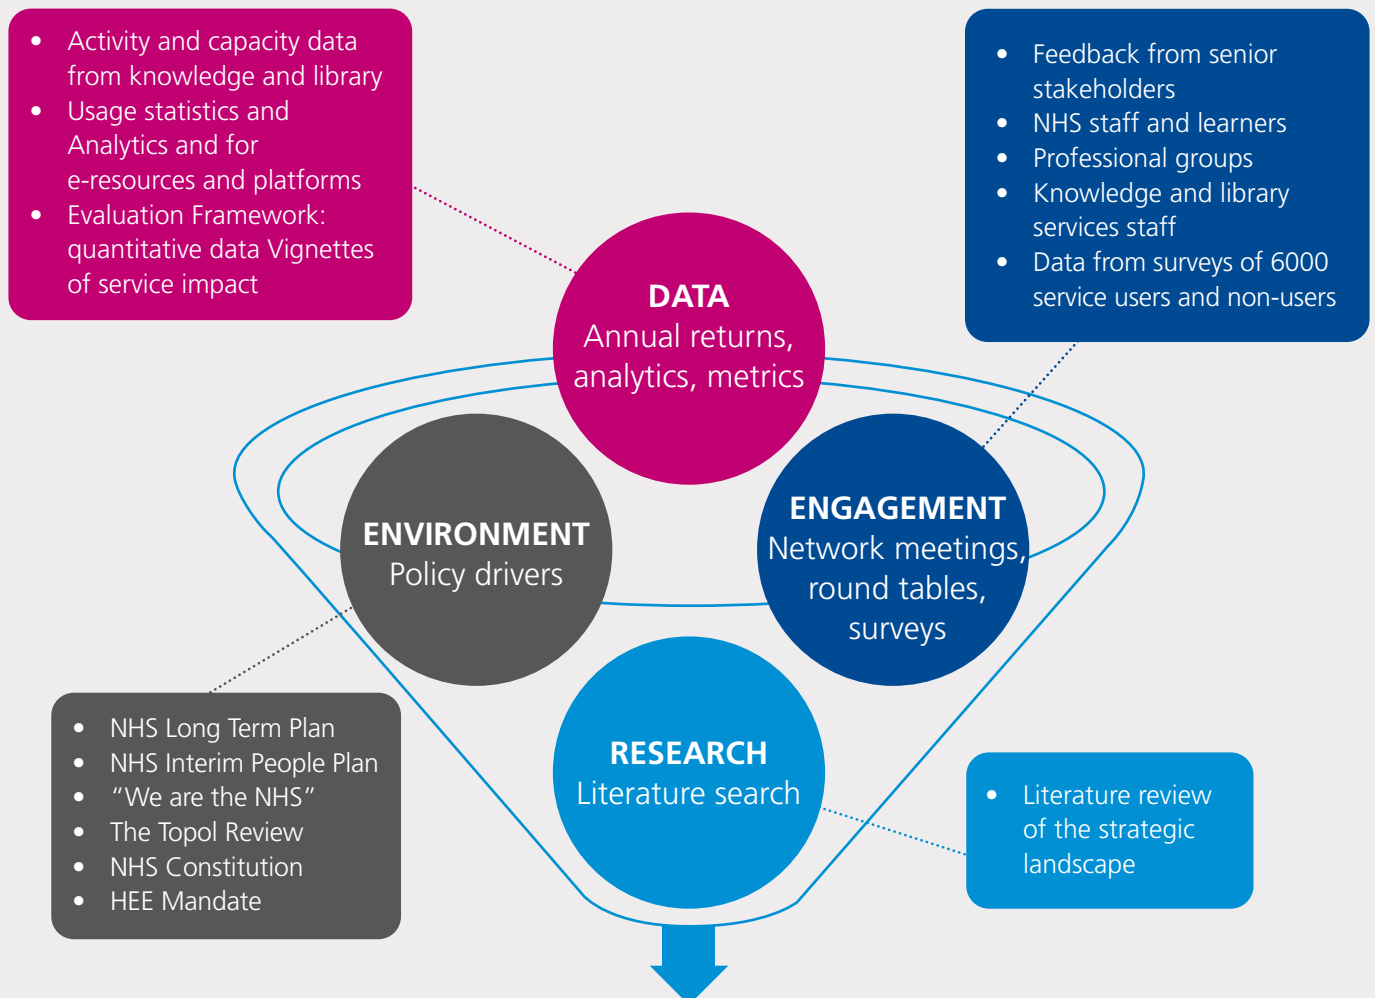 • Activity and capacity data
from knowledge and library
• Usage statistics and
Analytics and for
e-resources and platforms
• Evaluation Framework:
quantitative data Vignettes
of service impact
• Feedback from senior
stakeholders
• NHS staff and learners
• Professional groups
• Knowledge and library
services staff
• Data from surveys of 6000
service users and non-users
DATA
Annual returns,
analytics, metrics
ENVIRONMENT
Policy drivers
ENGAGEMENT
Network meetings,
round tables,
surveys
RESEARCH
Literature search
• NHS Long Term Plan
• NHS Interim People Plan
• “We are the NHS”
• The Topol Review
• NHS Constitution
• HEE Mandate
• Literature review
of the strategic
landscape